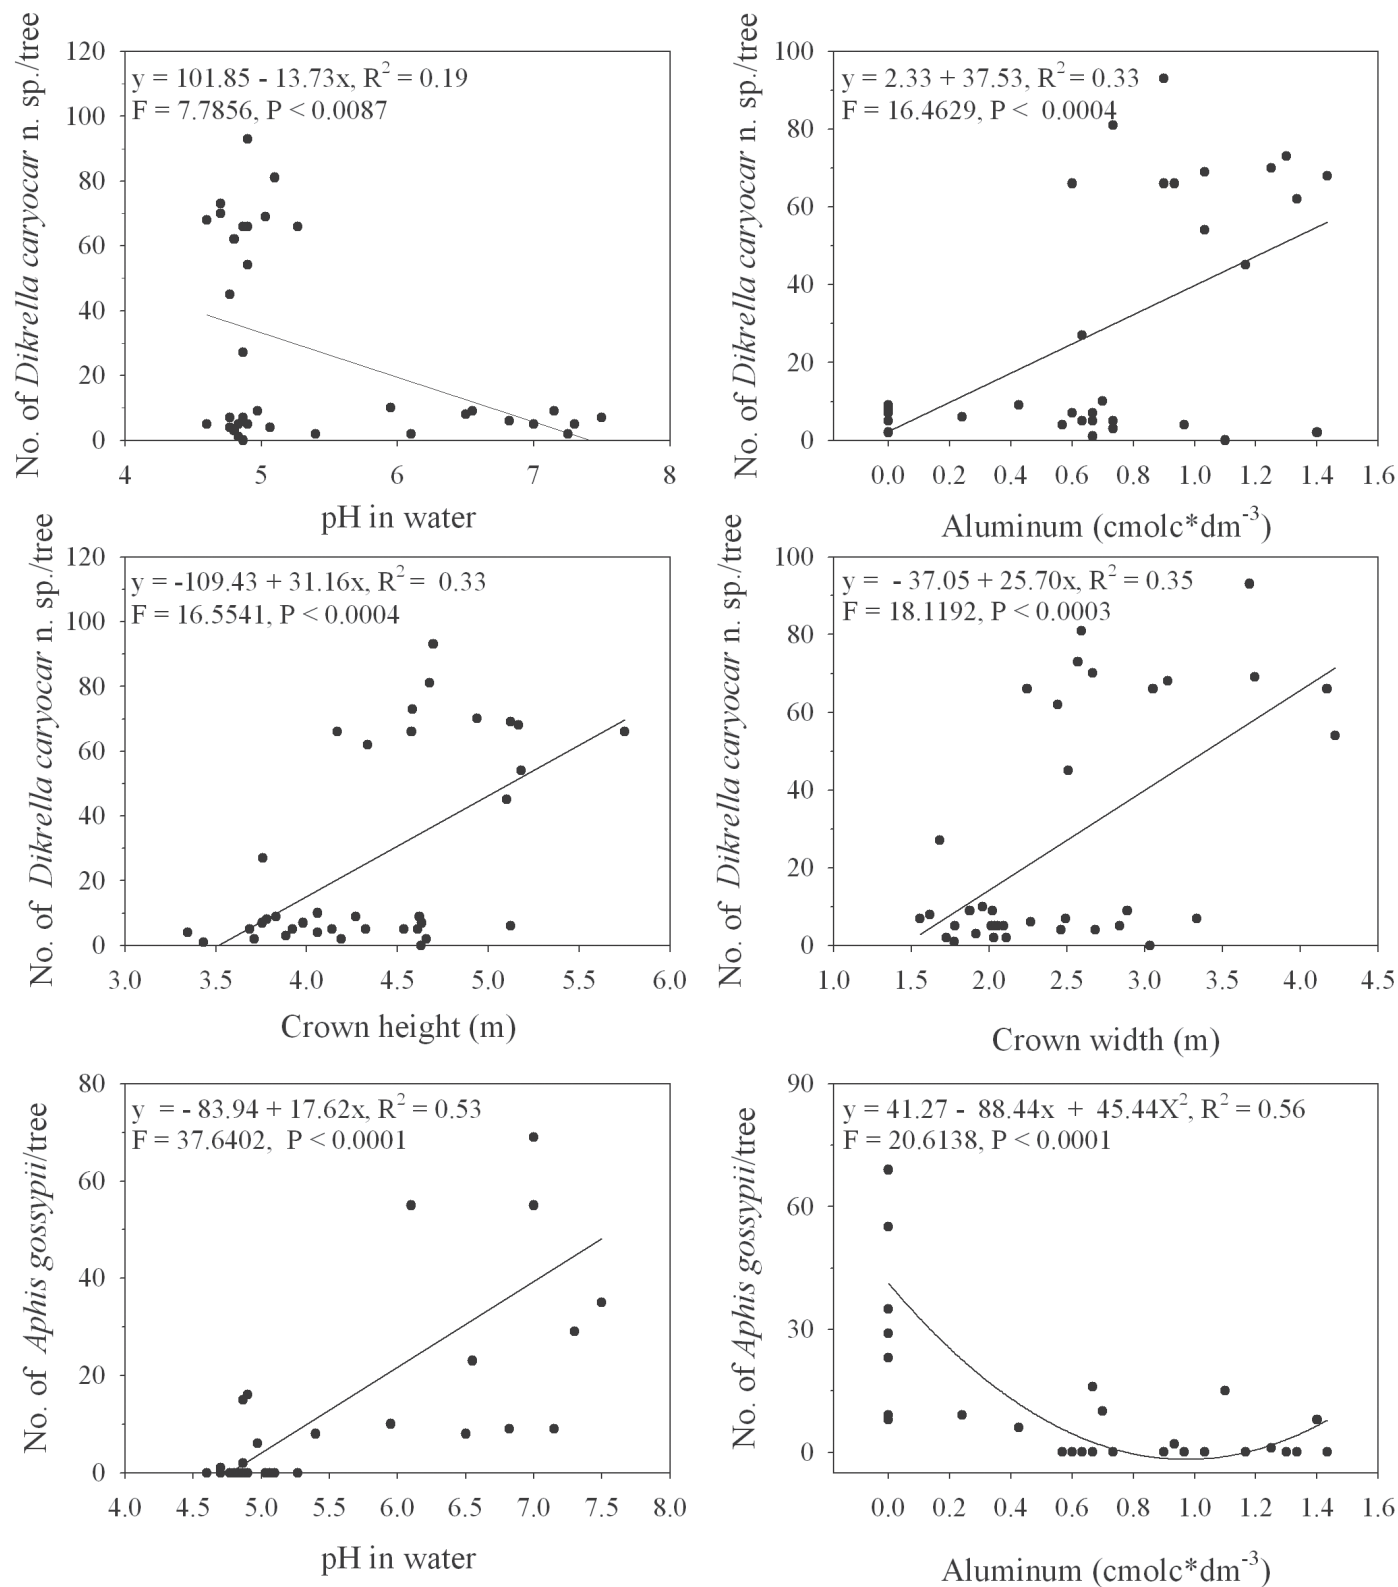 No. of Dikrella caryocar n. sp./tree
120
100
80
60
40
20
0
y = 101.85 - 13.73x, R² = 0.19
F = 7.7856, P < 0.0087
4 5 6 7 8
pH in water
No. of Dikrella caryocar n. sp./tree
100
80
60
40
20
0
y = 2.33 + 37.53, R² = 0.33
F = 16.4629, P < 0.0004
0.0 0.2 0.4 0.6 0.8 1.0 1.2 1.4 1.6
Aluminum (cmolc*dm⁻³)
No. of Dikrella caryocar n. sp./tree
120
100
80
60
40
20
0
y = -109.43 + 31.16x, R² = 0.33
F = 16.5541, P < 0.0004
3.0 3.5 4.0 4.5 5.0 5.5 6.0
Crown height (m)
No. of Dikrella caryocar n. sp./tree
100
80
60
40
20
0
y = - 37.05 + 25.70x, R² = 0.35
F = 18.1192, P < 0.0003
1.0 1.5 2.0 2.5 3.0 3.5 4.0 4.5
Crown width (m)
No. of Aphis gossypii/tree
80
60
40
20
0
y = - 83.94 + 17.62x, R² = 0.53
F = 37.6402, P < 0.0001
4.0 4.5 5.0 5.5 6.0 6.5 7.0 7.5 8.0
pH in water
No. of Aphis gossypii/tree
90
60
30
0
y = 41.27 - 88.44x + 45.44X², R² = 0.56
F = 20.6138, P < 0.0001
0.0 0.2 0.4 0.6 0.8 1.0 1.2 1.4 1.6
Aluminum (cmolc*dm⁻³)